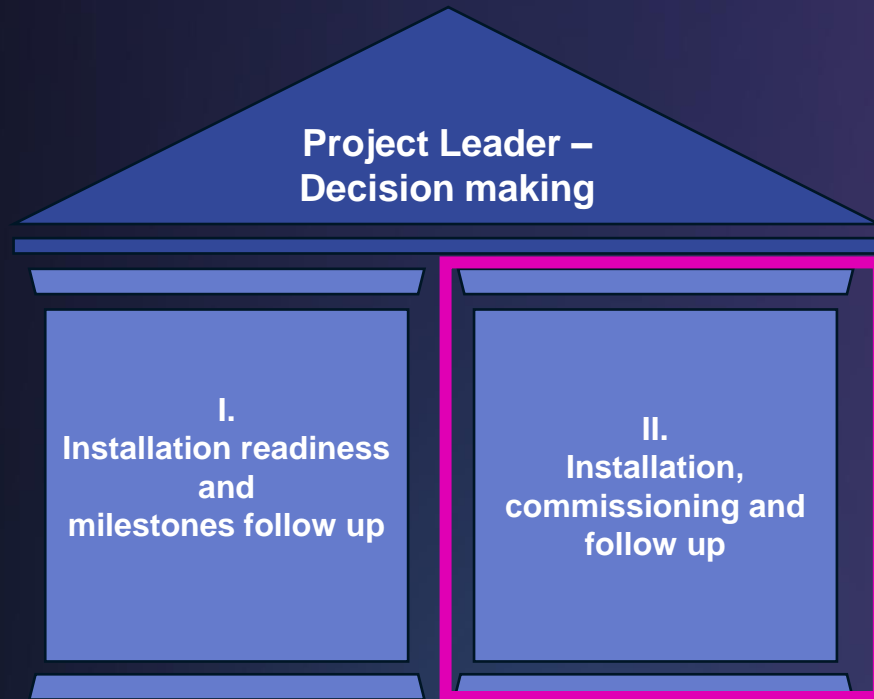 Project Leader –
Decision making
I.
Installation readiness
and
milestones follow up
II.
Installation,
commissioning and
follow up